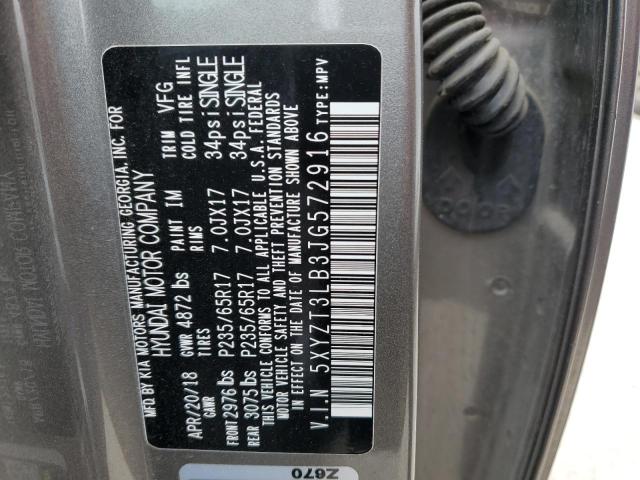 MFD.BY KIA MOTORS MANUFACTURING GEORGIA, INC. FOR
HYUNDAI MOTOR COMPANY
APR/20/18 GVWR 4872 lbs PAINT IM TRIM VFG
GAWR TIRES RIMS COLD TIRE INFL
FRONT 2976 lbs P235/65R17 7.0JX17 34psi SINGLE
REAR 3075 lbs P235/65R17 7.0JX17 34psi SINGLE
THIS VEHICLE CONFORMS TO ALL APPLICABLE U.S.A. FEDERAL
MOTOR VEHICLE SAFETY AND THEFT PREVENTION STANDARDS
IN EFFECT ON THE DATE OF MANUFACTURE SHOWN ABOVE.
V.I.N 5XYZT3LB3JG572916 TYPE:MPV
Z670